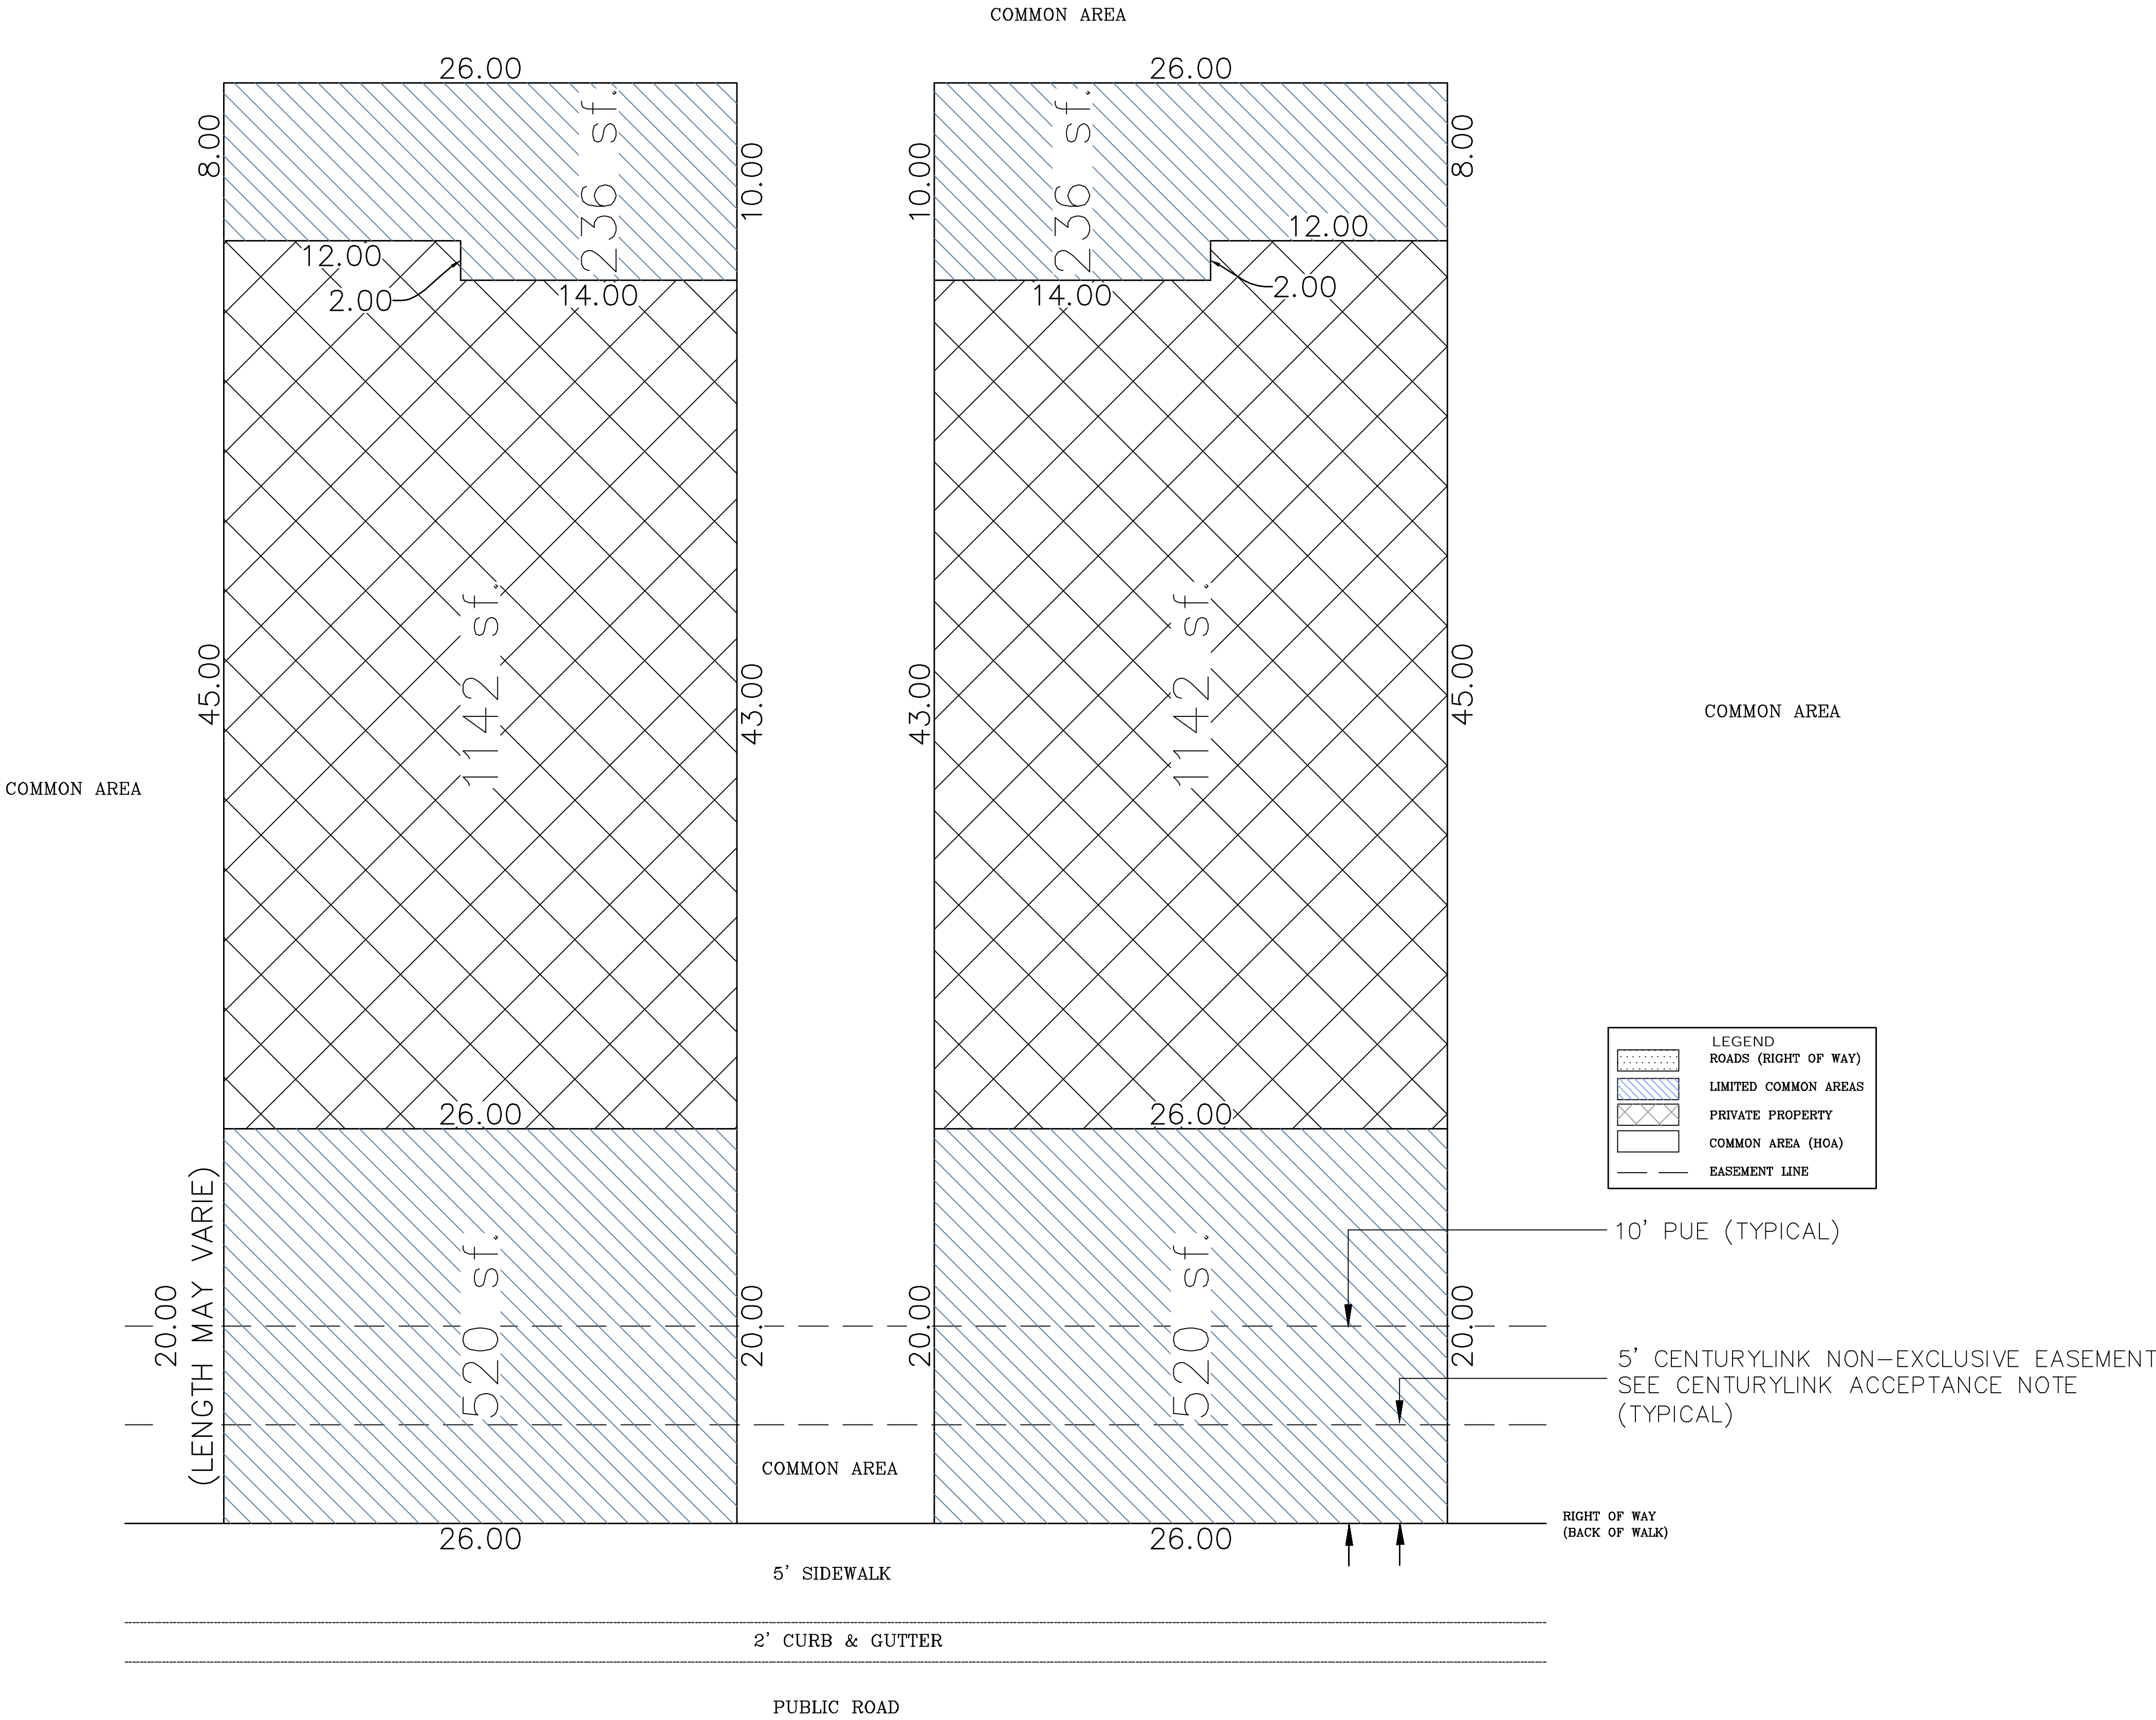 COMMON AREA
26.00
26.00
8.00
236 sf.
10.00
10.00
236 sf.
8.00
12.00
2.00
14.00
12.00
2.00
14.00
45.00
1142 sf.
43.00
43.00
1142 sf.
45.00
COMMON AREA
COMMON AREA
26.00
26.00
LEGEND
ROADS (RIGHT OF WAY)
LIMITED COMMON AREAS
PRIVATE PROPERTY
COMMON AREA (HOA)
EASEMENT LINE
20.00
(LENGTH MAY VARIE)
520 sf.
20.00
20.00
520 sf.
20.00
10' PUE (TYPICAL)
5' CENTURYLINK NON-EXCLUSIVE EASEMENT
SEE CENTURYLINK ACCEPTANCE NOTE
(TYPICAL)
COMMON AREA
26.00
26.00
RIGHT OF WAY
(BACK OF WALK)
5' SIDEWALK
2' CURB & GUTTER
PUBLIC ROAD